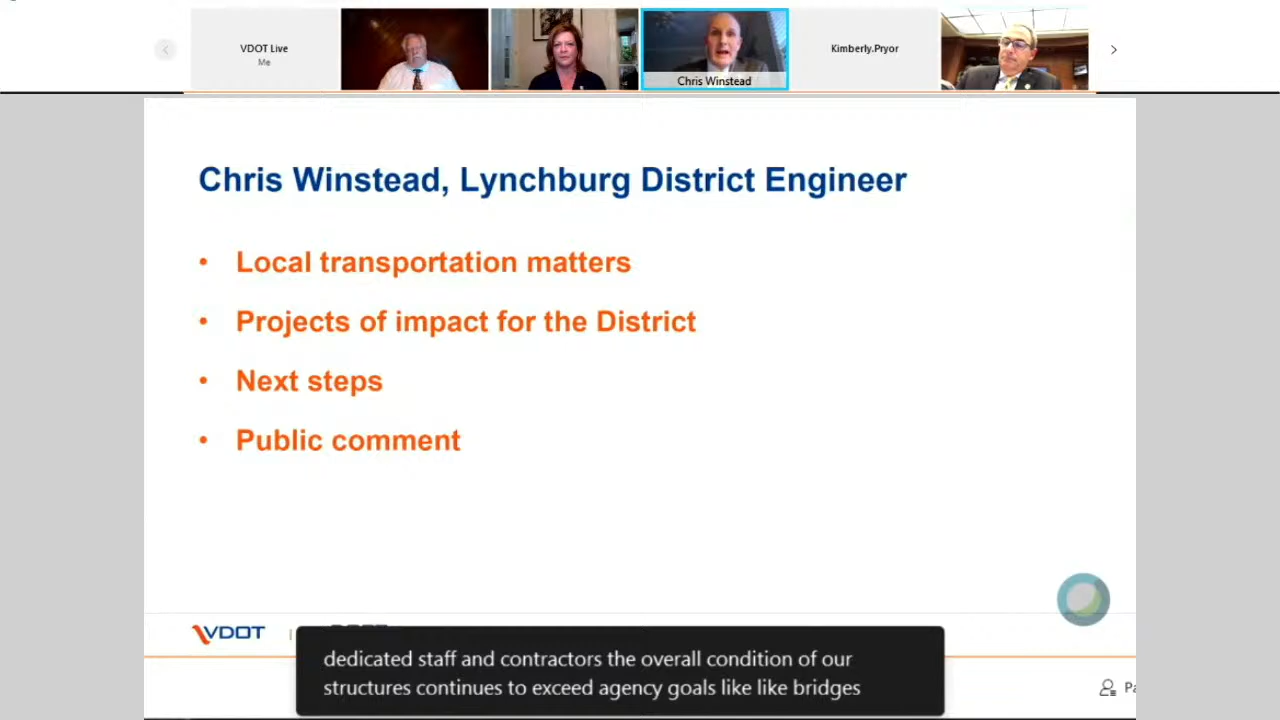 VDOT Live
Me
Chris Winstead
Kimberly.Pryor
Chris Winstead, Lynchburg District Engineer
• Local transportation matters
• Projects of impact for the District
• Next steps
• Public comment
VDOT
dedicated staff and contractors the overall condition of our
structures continues to exceed agency goals like like bridges